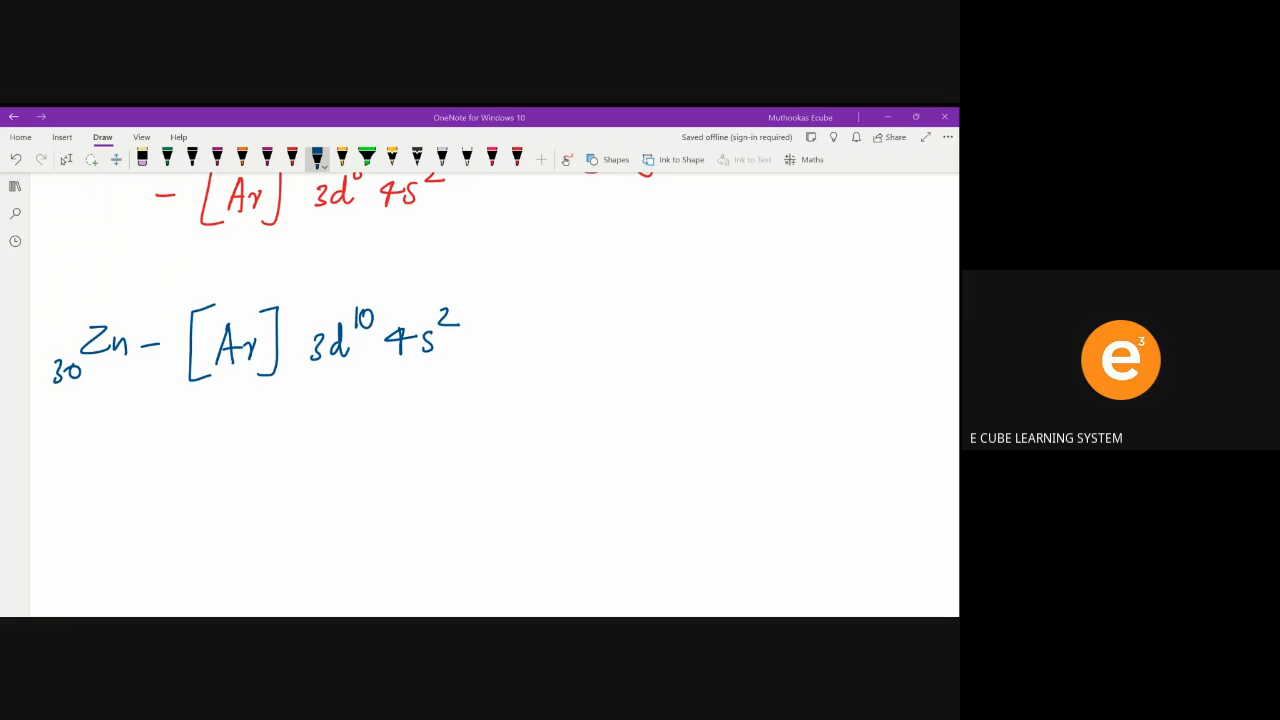 OneNote for Windows 10
Muthookas Ecube
Home Insert Draw View Help
Saved offline (sign-in required) Share
Shapes Ink to Shape Ink to Text Maths
- [Ar] 3d 4s²
₃₀Zn - [Ar] 3d¹⁰ 4s²
e³
E CUBE LEARNING SYSTEM